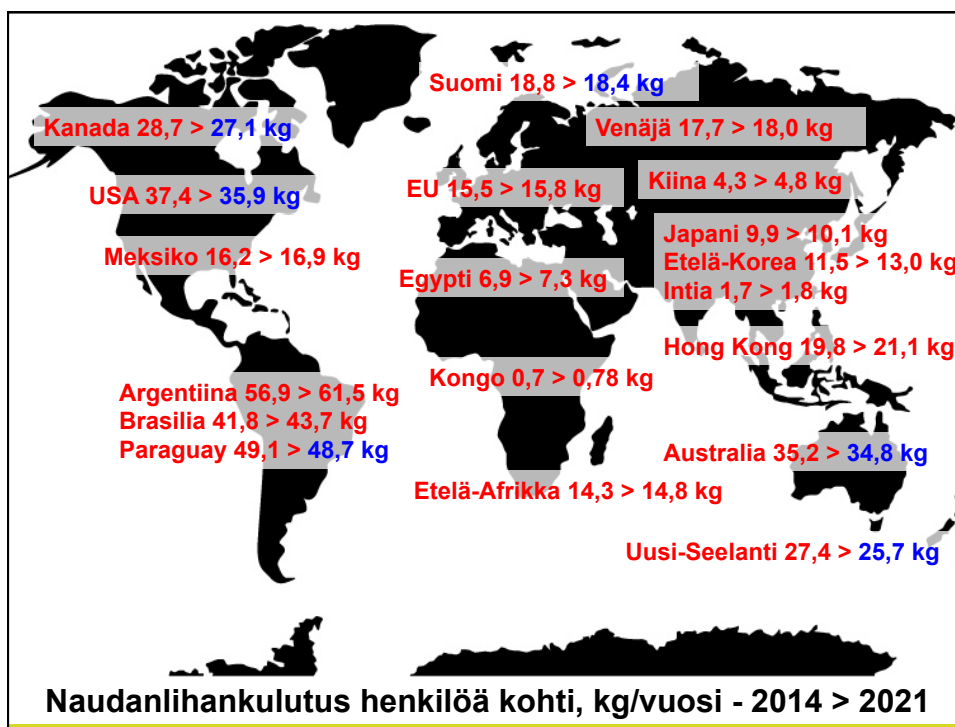 Suomi 18,8 > 18,4 kg
Kanada 28,7 > 27,1 kg
Venäjä 17,7 > 18,0 kg
USA 37,4 > 35,9 kg
EU 15,5 > 15,8 kg
Kiina 4,3 > 4,8 kg
Meksiko 16,2 > 16,9 kg
Egypti 6,9 > 7,3 kg
Japani 9,9 > 10,1 kg
Etelä-Korea 11,5 > 13,0 kg
Intia 1,7 > 1,8 kg
Hong Kong 19,8 > 21,1 kg
Argentiina 56,9 > 61,5 kg
Brasilia 41,8 > 43,7 kg
Paraguay 49,1 > 48,7 kg
Kongo 0,7 > 0,78 kg
Australia 35,2 > 34,8 kg
Etelä-Afrikka 14,3 > 14,8 kg
Uusi-Seelanti 27,4 > 25,7 kg
Naudanlihankulutus henkilöä kohti, kg/vuosi - 2014 > 2021